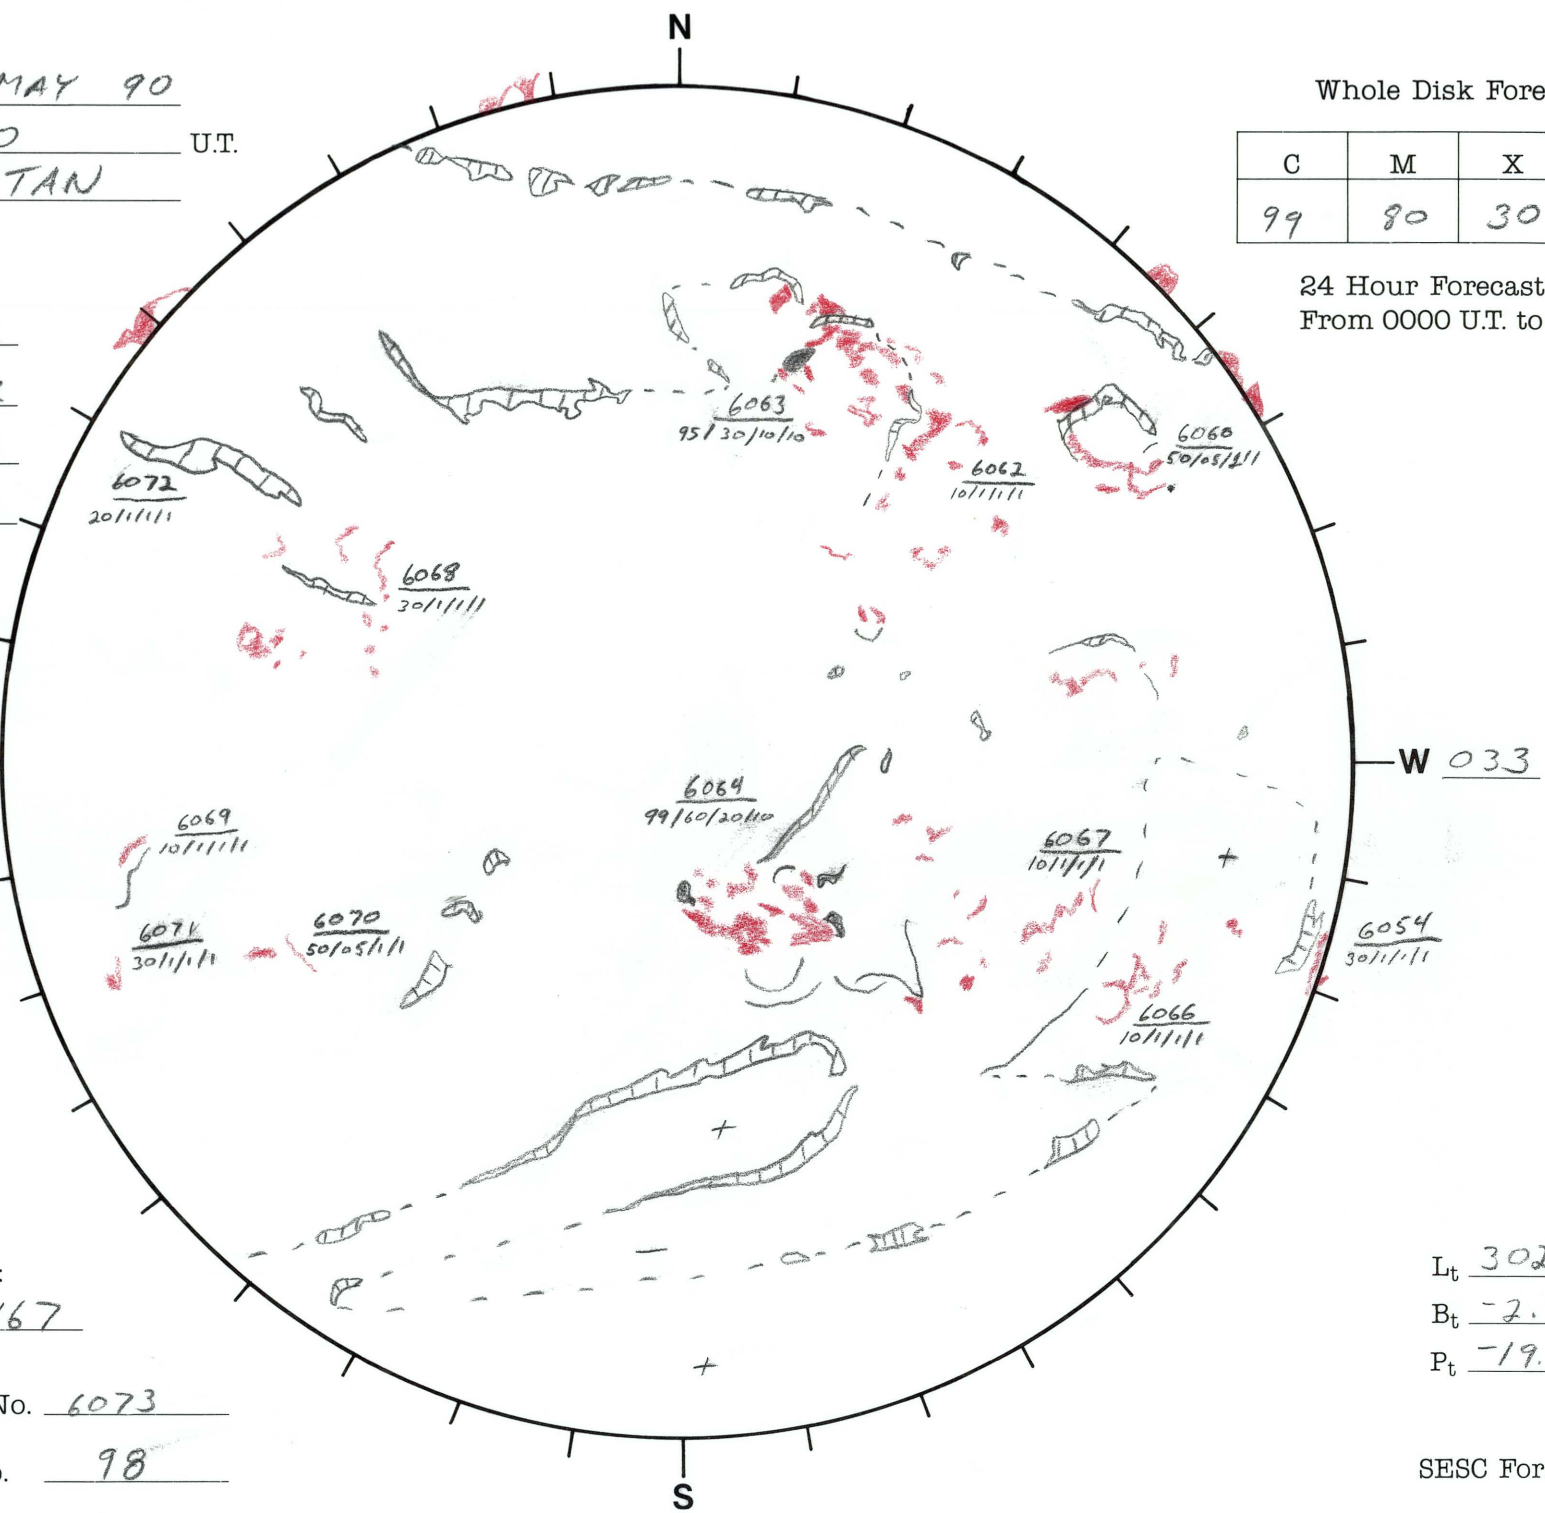 N
MAY 90
U.T.
TAN
Whole Disk Fore
C M X
99 80 30
24 Hour Forecast
From 0000 U.T. to
6063
95/30/10/10
6060
50/05/1/1
6062
10/1/1/1
6072
20/1/1/1
6068
30/1/1/1
W 033
6064
99/60/20/10
6069
10/1/1/1
6067
10/1/1/1
+
6071
30/1/1/1
6070
50/05/1/1
6054
30/1/1/1
6066
10/1/1/1
+
—
+
67
Lt 302
Bt -2.
Pt -19.
No. 6073
98
SESC For
S